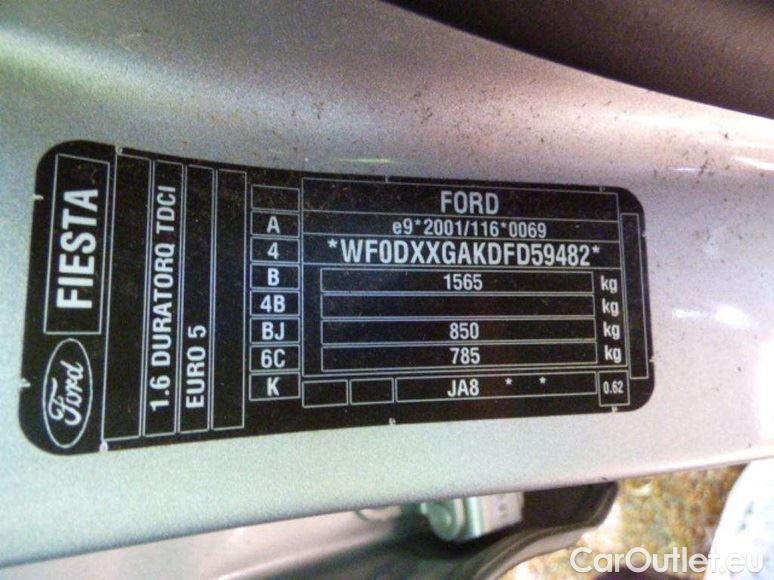 FIESTA
Ford
1.6 DURATORQ TDCI
EURO 5
FORD
A e9*2001/116*0069
4 *WF0DXXGAKDFD59482*
B 1565 kg
4B kg
BJ 850 kg
6C 785 kg
K JA8 * * 0.62
CarOutlet.eu